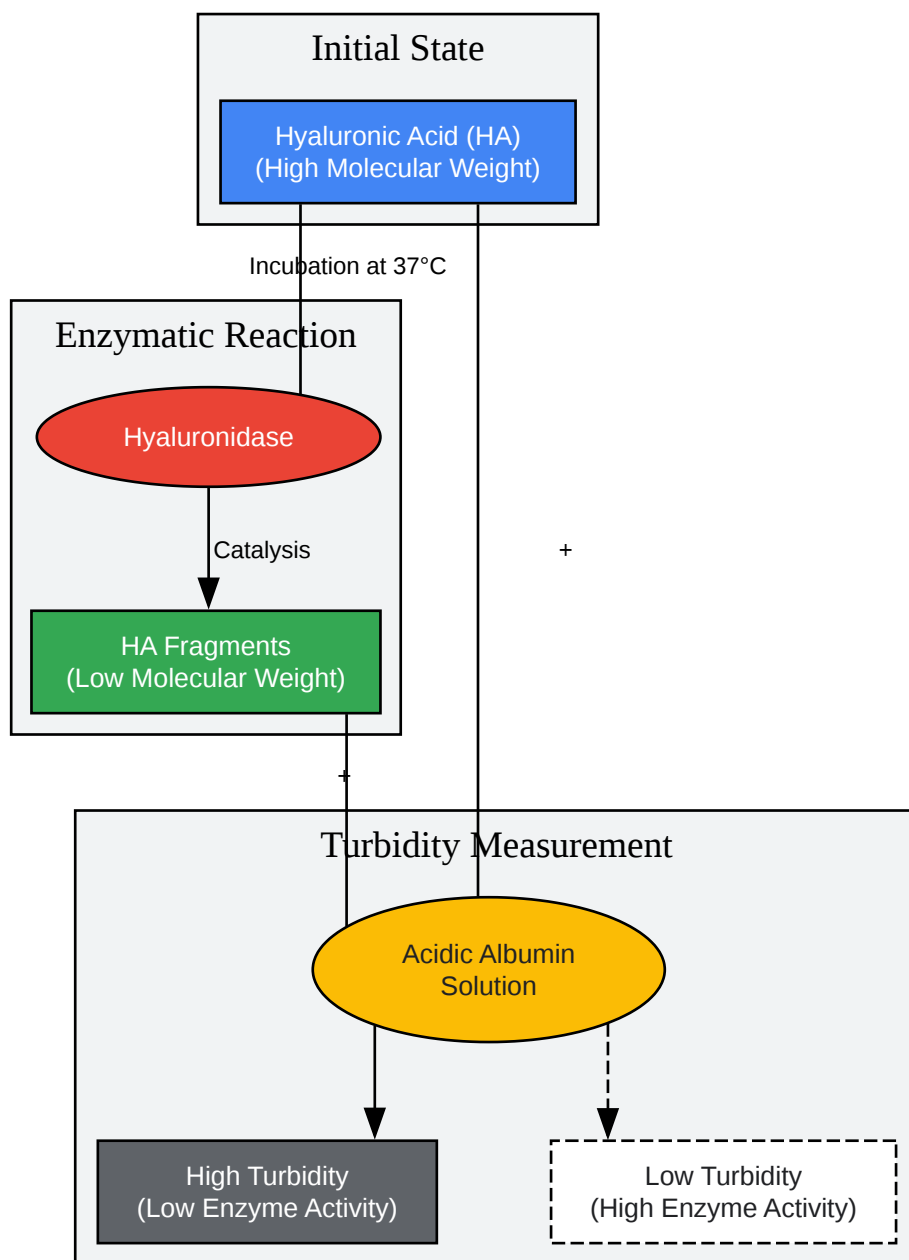 Initial State
Hyaluronic Acid (HA)
(High Molecular Weight)
Incubation at 37°C
Enzymatic Reaction
Hyaluronidase
Catalysis
+
HA Fragments
(Low Molecular Weight)
+
Turbidity Measurement
Acidic Albumin
Solution
High Turbidity
(Low Enzyme Activity)
Low Turbidity
(High Enzyme Activity)